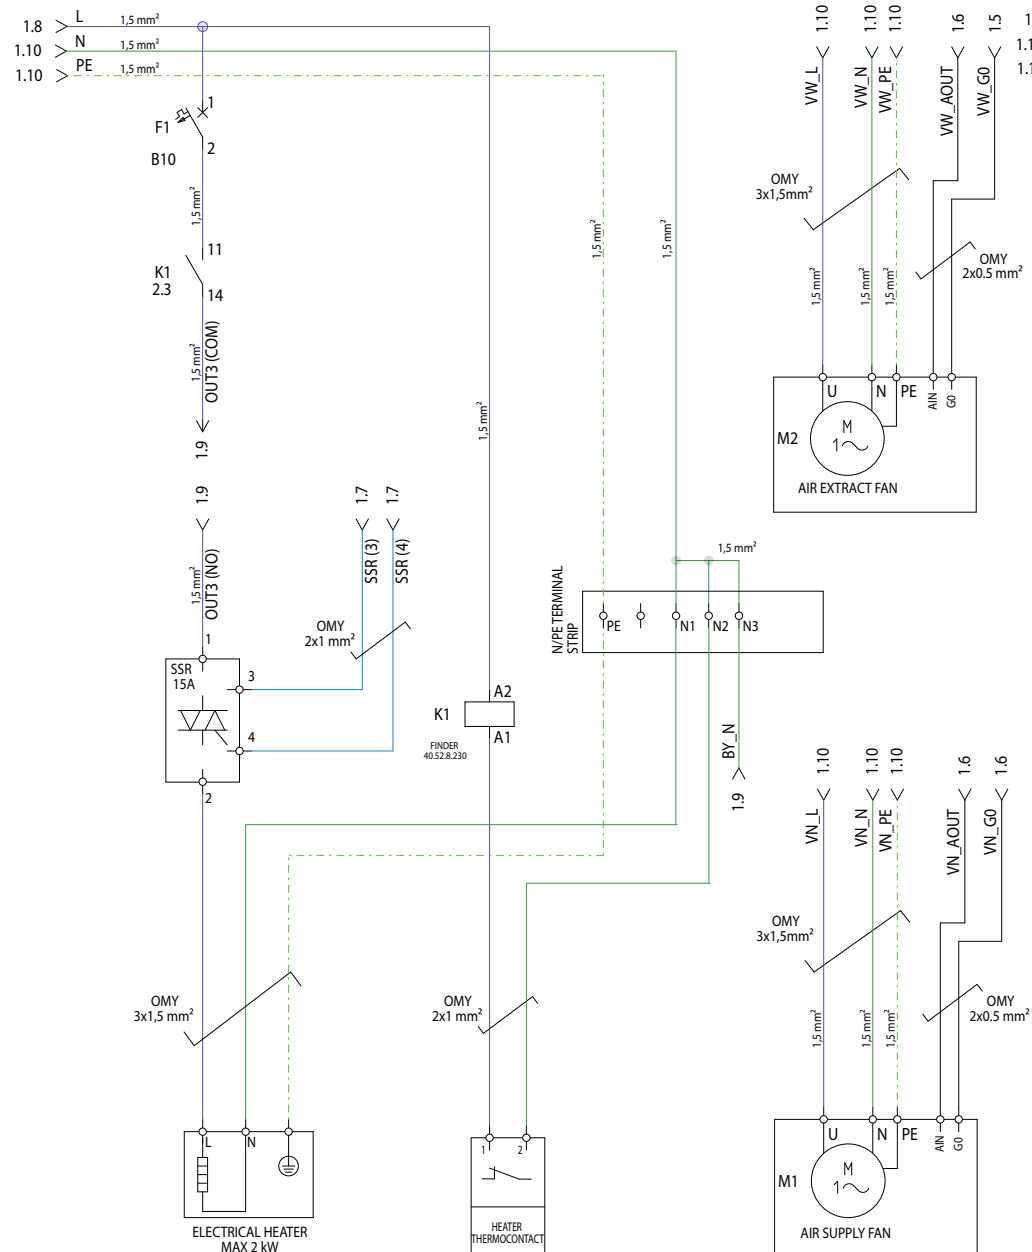 1.8
L
1,5 mm²
1.10
N
1,5 mm²
1.10
PE
1,5 mm²
1
F1
2
B10
1,5 mm²
11
K1
2.3
14
1,5 mm²
OUT3 (COM)
1.9
1.9
1,5 mm²
OUT3 (NO)
1.7
1.7
SSR (3)
SSR (4)
OMY
2x1 mm²
1
SSR
15A
3
4
2
1,5 mm²
1,5 mm²
1,5 mm²
1,5 mm²
N/PE TERMINAL
STRIP
PE
N1
N2
N3
A2
K1
A1
FINDER
40.52.8.230
BY_N
1.9
OMY
3x1,5 mm²
OMY
2x1 mm²
L
N
ELECTRICAL HEATER
MAX 2 kW
1
2
HEATER
THERMOCONTACT
1.10
1.10
1.10
1.6
1.5
VW_L
VW_N
VW_PE
VW_AOUT
VW_G0
OMY
3x1,5mm²
OMY
2x0.5 mm²
1,5 mm²
1,5 mm²
1,5 mm²
U
N
PE
AIN
G0
M2
M
1
AIR EXTRACT FAN
1.10
1.10
1.10
1.6
1.6
VN_L
VN_N
VN_PE
VN_AOUT
VN_G0
OMY
3x1,5mm²
OMY
2x0.5 mm²
1,5 mm²
1,5 mm²
1,5 mm²
U
N
PE
AIN
G0
M1
M
1
AIR SUPPLY FAN